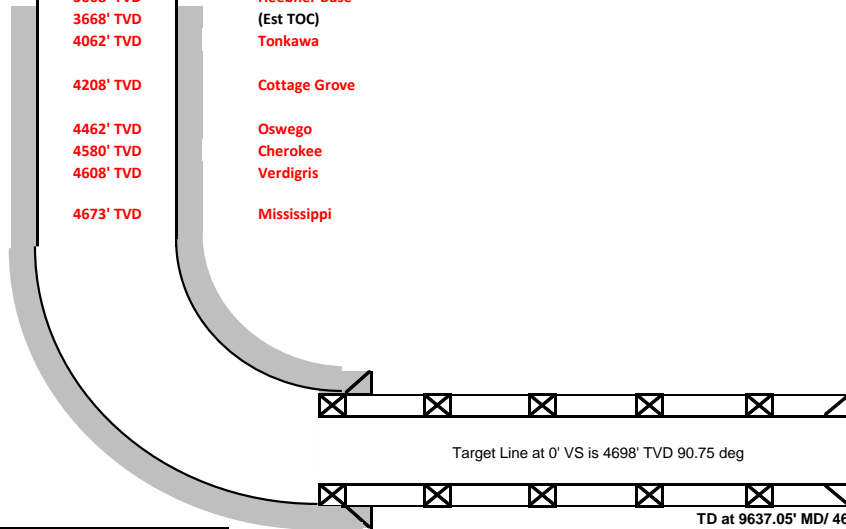 3668' TVD (Est TOC)
4062' TVD Tonkawa
4208' TVD Cottage Grove
4462' TVD Oswego
4580' TVD Cherokee
4608' TVD Verdigris
4673' TVD Mississippi
Target Line at 0' VS is 4698' TVD 90.75 deg
TD at 9637.05' MD/ 46